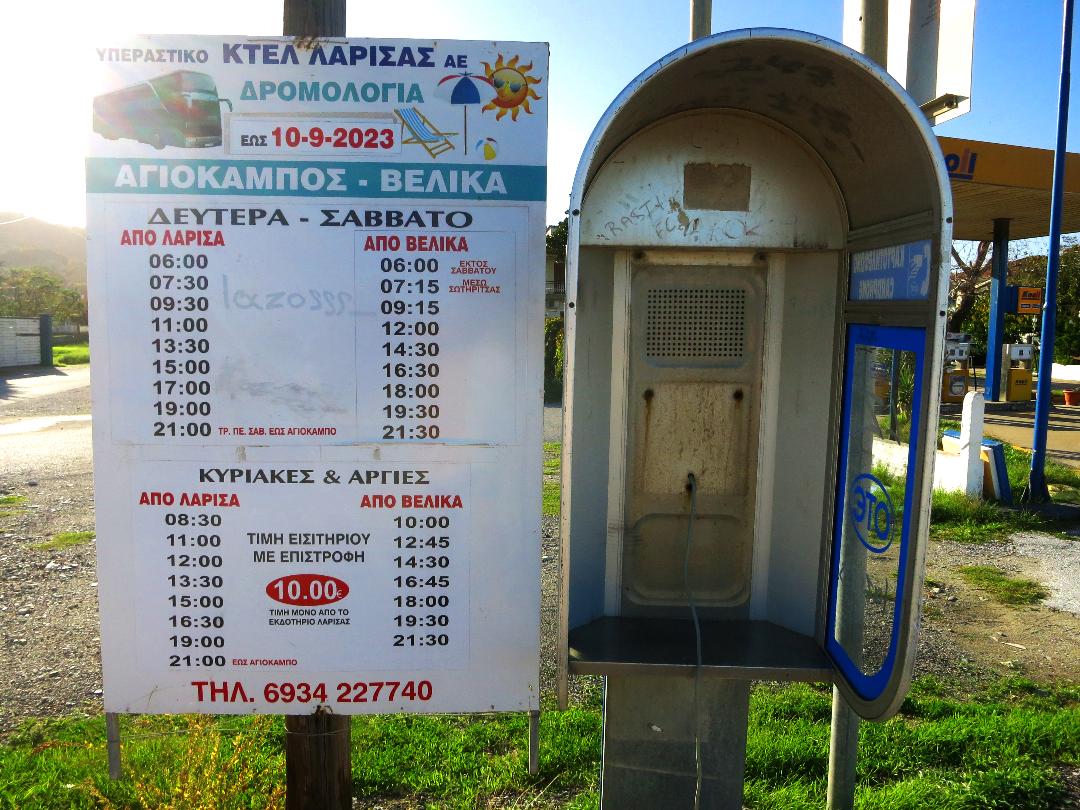 ΥΠΕΡΑΣΤΙΚΟ ΚΤΕΛ ΛΑΡΙΣΑΣ ΑΕ
ΔΡΟΜΟΛΟΓΙΑ
ΕΩΣ 10-9-2023
ΑΓΙΟΚΑΜΠΟΣ - ΒΕΛΙΚΑ
ΔΕΥΤΕΡΑ - ΣΑΒΒΑΤΟ
ΑΠΟ ΛΑΡΙΣΑ
06:00
07:30
09:30
11:00
13:30
15:00
17:00
19:00
21:00 ΤΡ. ΠΕ. ΣΑΒ. ΕΩΣ ΑΓΙΟΚΑΜΠΟ
ΑΠΟ ΒΕΛΙΚΑ
06:00 ΕΚΤΟΣ ΣΑΒΒΑΤΟΥ
07:15 ΜΕΣΩ ΣΩΤΗΡΙΤΣΑΣ
09:15
12:00
14:30
16:30
18:00
19:30
21:30
ΚΥΡΙΑΚΕΣ & ΑΡΓΙΕΣ
ΑΠΟ ΛΑΡΙΣΑ
08:30
11:00
12:00
13:30
15:00
16:30
19:00
21:00 ΕΩΣ ΑΓΙΟΚΑΜΠΟ
ΤΙΜΗ ΕΙΣΙΤΗΡΙΟΥ
ΜΕ ΕΠΙΣΤΡΟΦΗ
10.00€
ΤΙΜΗ ΜΟΝΟ ΑΠΟ ΤΟ
ΕΚΔΟΤΗΡΙΟ ΛΑΡΙΣΑΣ
ΑΠΟ ΒΕΛΙΚΑ
10:00
12:45
14:30
16:45
18:00
19:30
21:30
ΤΗΛ. 6934 227740
RASTA
ΚΑΡΤΟΤΗΛΕΦΩΝΟ
CARDPHONE
ΟΤΕ